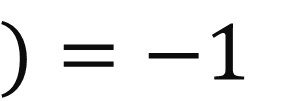 ) = −1